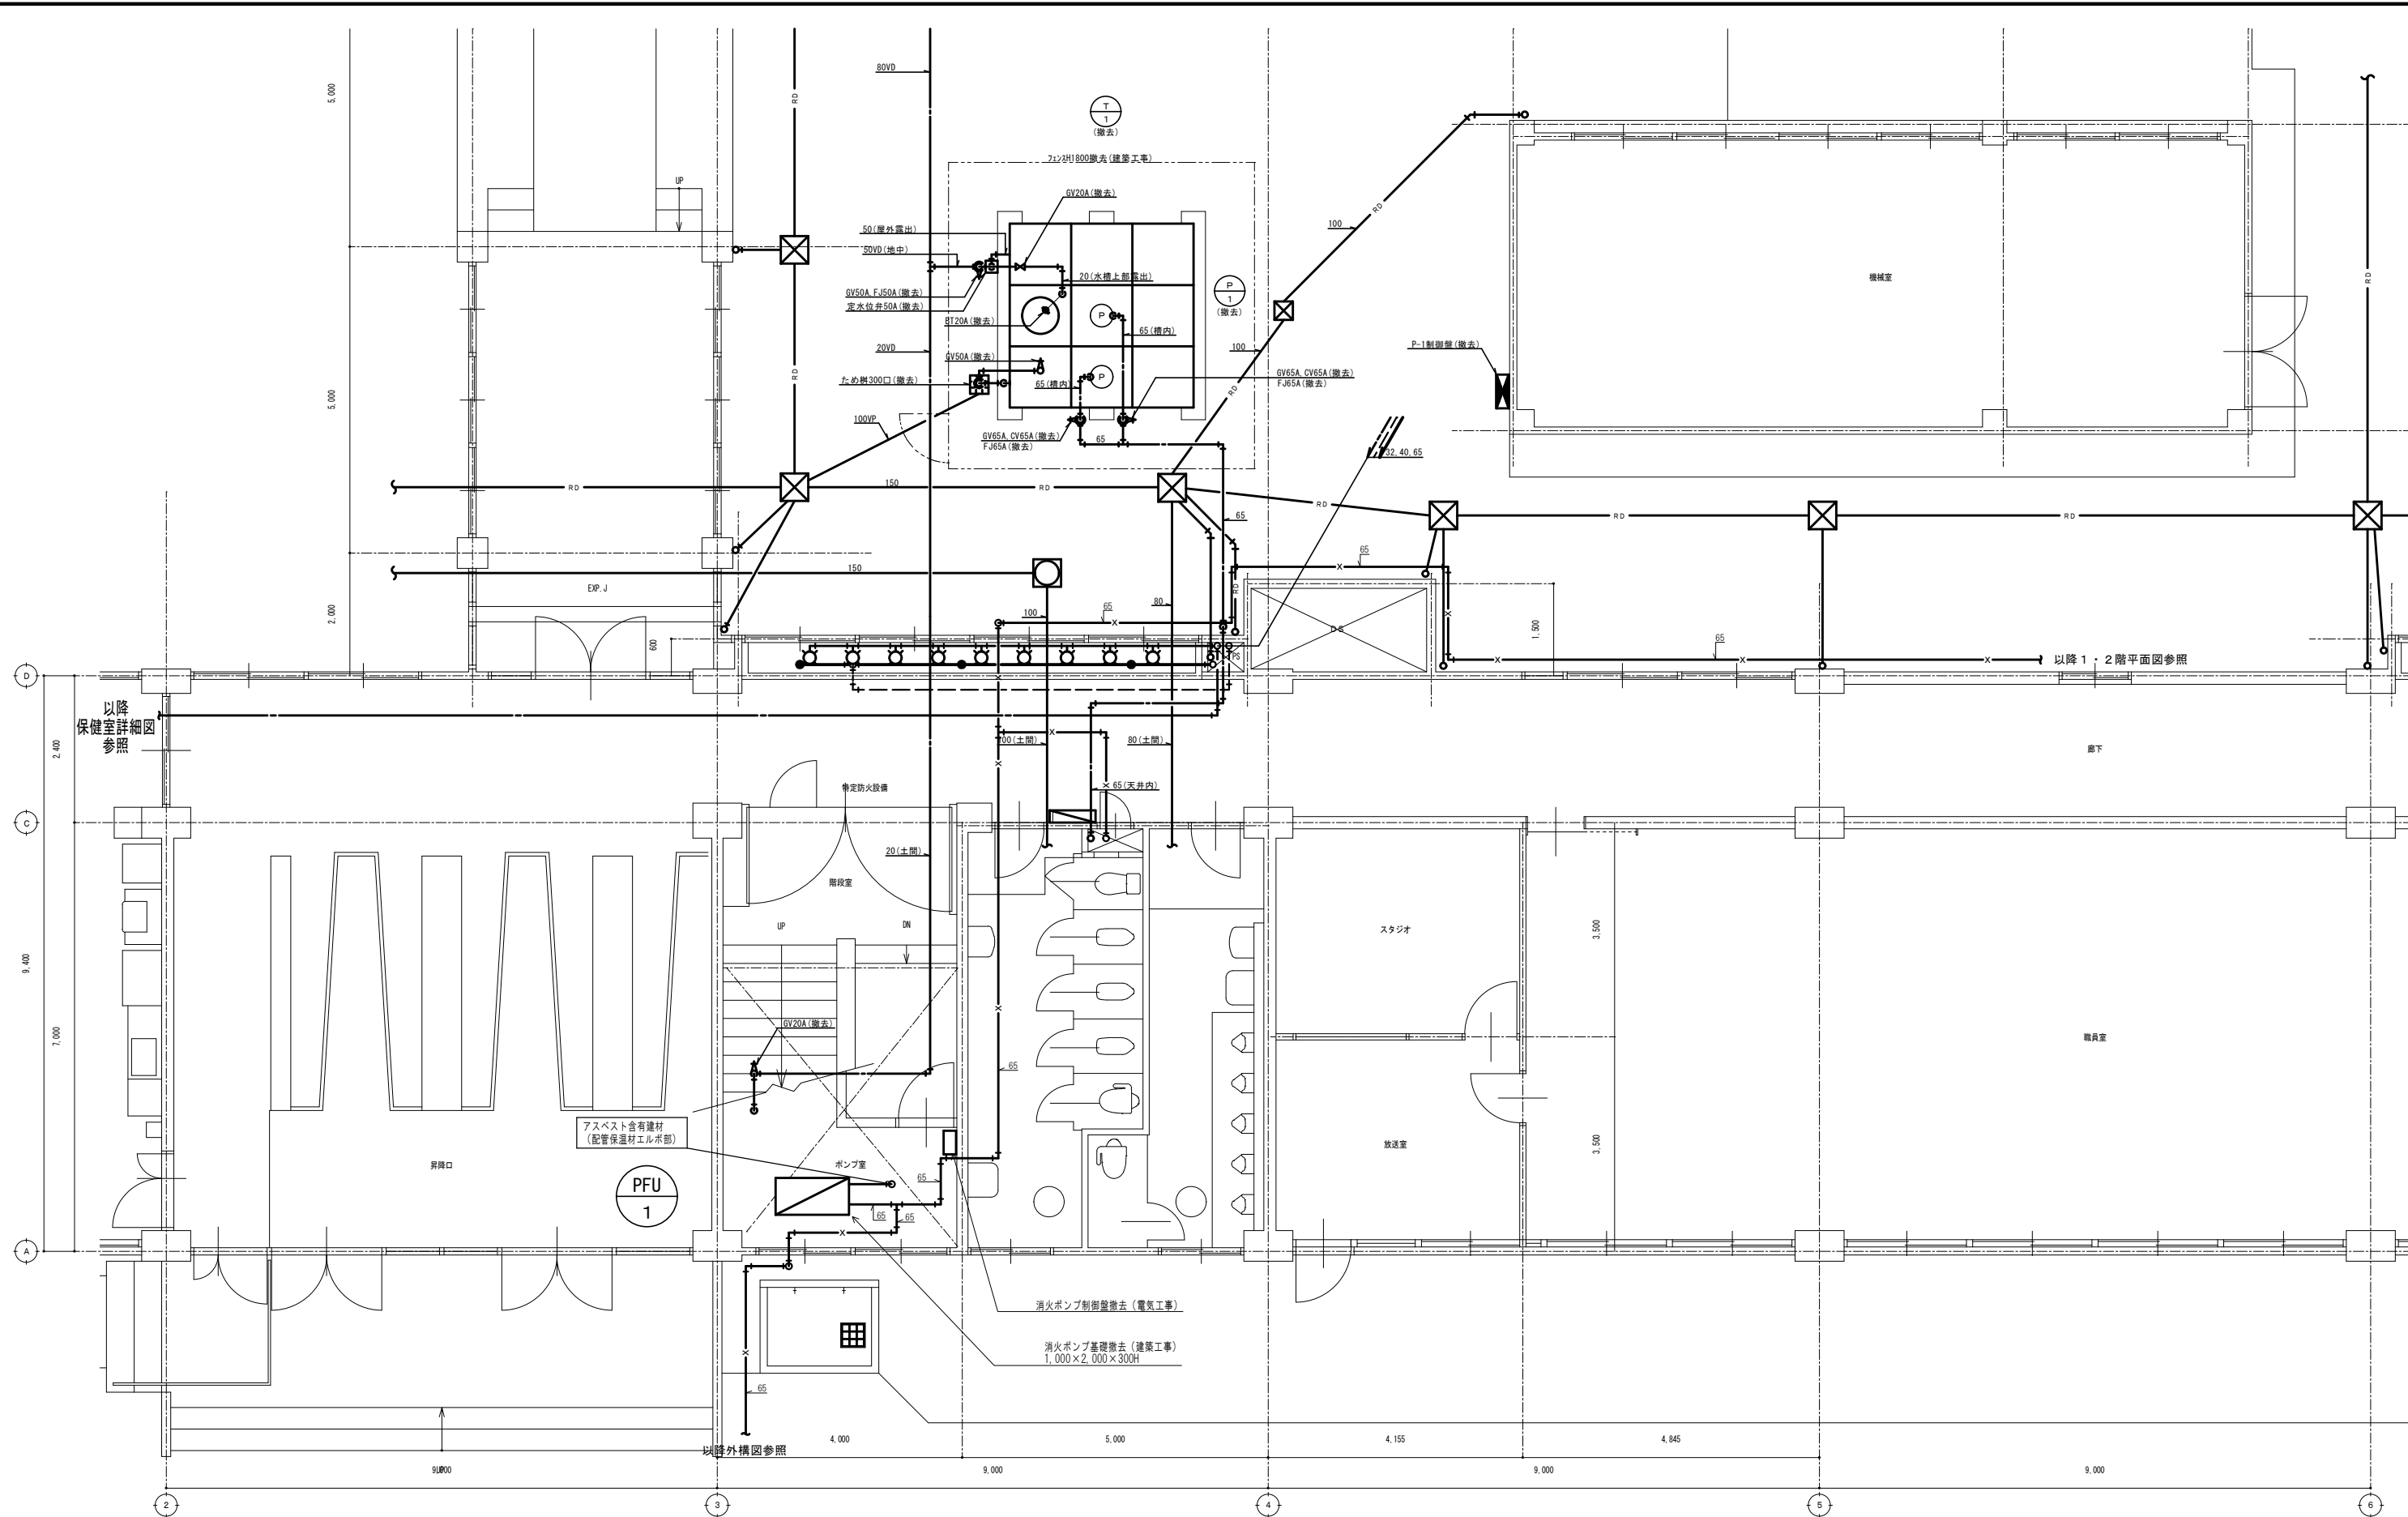 80VD
T
1
(撤去)
5,000
RD
フェンスH1800撤去(建築工事)
UP
GV20A(撤去)
50(屋外露出)
50VD(地中)
20(水槽上部露出)
GV50A,FJ50A(撤去)
定水位弁50A(撤去)
BT20A(撤去)
P
1
(撤去)
P
65(槽内)
100
RD
RD
機械室
20VD
RD
GV50A(撤去)
ため桝300口(撤去)
65(槽内)
P
100
RD
P-1制御盤(撤去)
GV65A,CV65A(撤去)
FJ65A(撤去)
5,000
100VP
GV65A,CV65A(撤去)
FJ65A(撤去)
65
32,40,65
RD
150
RD
RD
RD
RD
65
150
65
X
EXP.J
2,000
600
100
65
X
80
RD
X
DS
1,500
PS
65
X
X
X
以降1・2階平面図参照
D
以降
保健室詳細図
参照
2,400
X
X
100(土間)
80(土間)
廊下
X
特定防火設備
X
65(天井内)
C
20(土間)
階段室
UP
DN
スタジオ
3,500
9,400
7,000
X
GV20A(撤去)
職員室
65
アスベスト含有建材
(配管保温材エルボ部)
昇降口
ポンプ室
放送室
3,500
PFU
1
65
65
65
X
A
消火ポンプ制御盤撤去(電気工事)
消火ポンプ基礎撤去(建築工事)
1,000×2,000×300H
X
65
以降外構図参照
4,000
5,000
4,155
4,845
9,000
UP
9,000
9,000
9,000
2
3
4
5
6